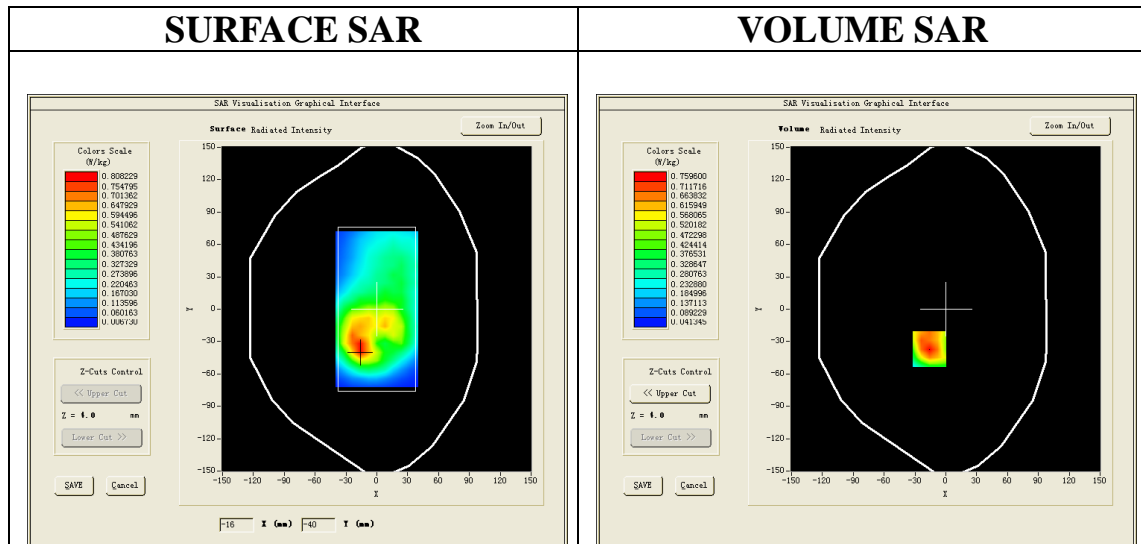 SURFACE SAR
VOLUME SAR
SAR Visualisation Graphical Interface
Surface Radiated Intensity
Zoom In/Out
Colors Scale
(W/kg)
0.808229
0.754795
0.701362
0.647929
0.594496
0.541062
0.487629
0.434196
0.380763
0.327329
0.273896
0.220463
0.167030
0.113596
0.060163
0.006730
Z-Cuts Control
<< Upper Cut
Z = 4.0 mm
Lower Cut >>
SAVE
Cancel
150
120
90
60
30
0
-30
-60
-90
-120
-150
Y
-150 -120 -90 -60 -30 0 30 60 90 120 150
X
-16 X (mm) -40 Y (mm)
SAR Visualisation Graphical Interface
Volume Radiated Intensity
Zoom In/Out
Colors Scale
(W/kg)
0.759600
0.711716
0.663832
0.615949
0.568065
0.520182
0.472298
0.424414
0.376531
0.328647
0.280763
0.232880
0.184996
0.137113
0.089229
0.041345
Z-Cuts Control
<< Upper Cut
Z = 4.0 mm
Lower Cut >>
SAVE
Cancel
150
120
90
60
30
0
-30
-60
-90
-120
-150
Y
-150 -120 -90 -60 -30 0 30 60 90 120 150
X